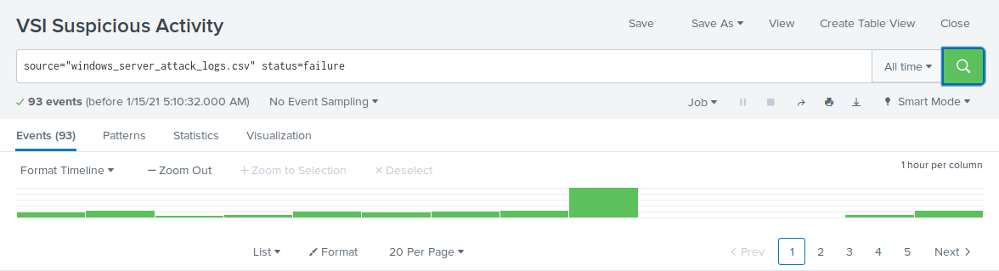 VSI Suspicious Activity
Save Save As View Create Table View Close
source="windows_server_attack_logs.csv" status=failure
All time
93 events (before 1/15/21 5:10:32.000 AM) No Event Sampling Job Smart Mode
Events (93) Patterns Statistics Visualization
Format Timeline — Zoom Out + Zoom to Selection × Deselect
1 hour per column
List Format 20 Per Page < Prev 1 2 3 4 5 Next >